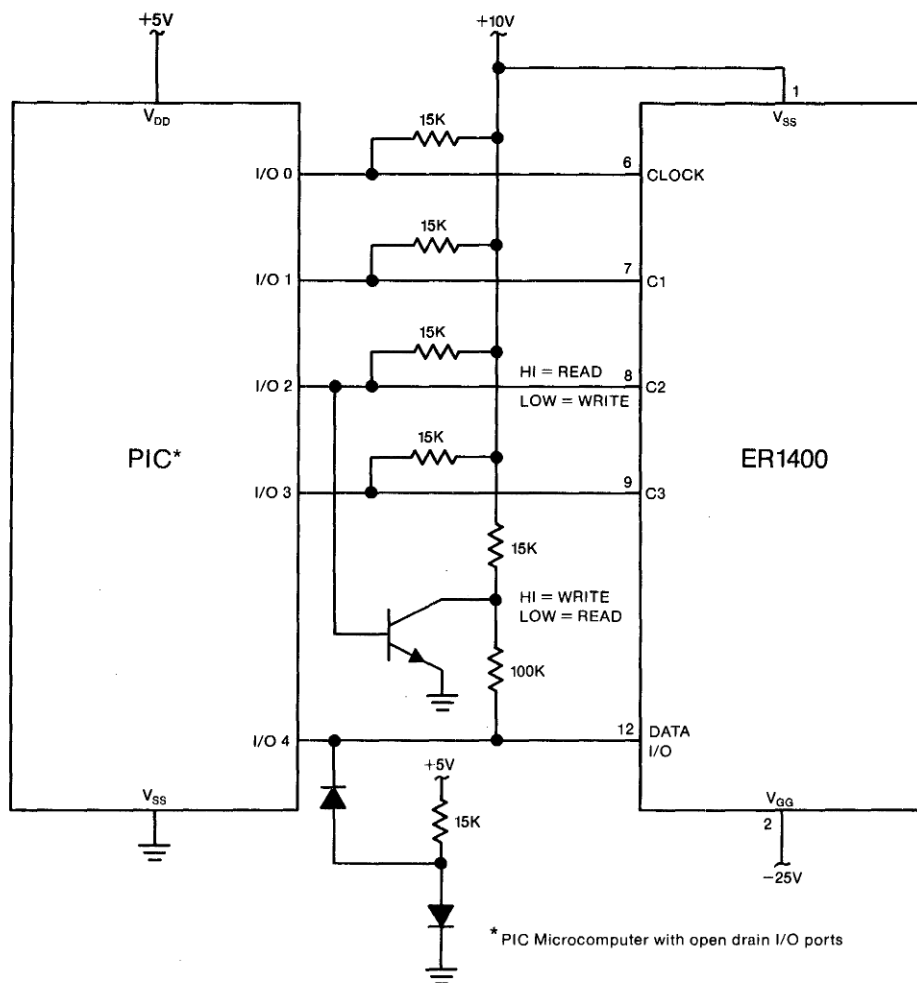 +5V
+10V
1
V_DD
V_SS
15K
I/O 0
6
CLOCK
15K
I/O 1
7
C1
15K
HI = READ
I/O 2
8
C2
LOW = WRITE
PIC*
15K
ER1400
I/O 3
9
C3
15K
HI = WRITE
LOW = READ
100K
I/O 4
12
DATA
I/O
+5V
V_SS
15K
V_GG
2
−25V
*PIC Microcomputer with open drain I/O ports